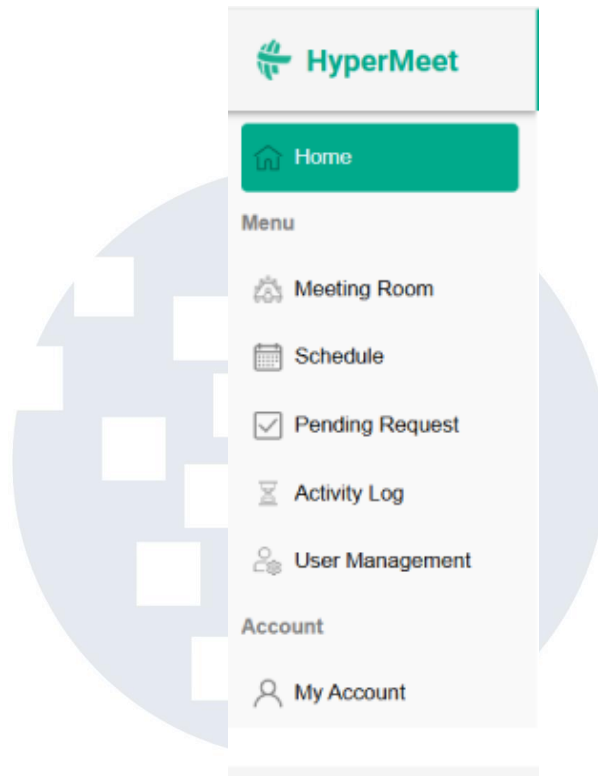 HyperMeet
Home
Menu
Meeting Room
Schedule
Pending Request
Activity Log
User Management
Account
My Account